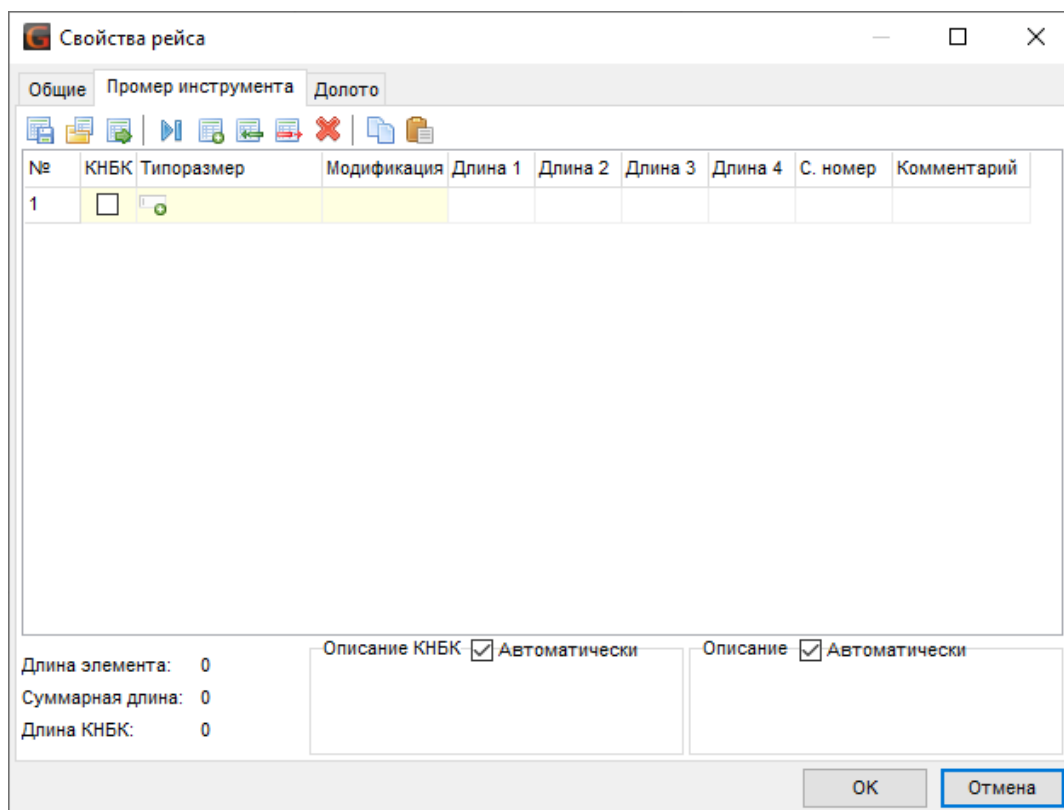 Свойства рейса
Общие Промер инструмента Долото
№ КНБК Типоразмер Модификация Длина 1 Длина 2 Длина 3 Длина 4 С. номер Комментарий
1
Описание КНБК Автоматически Описание Автоматически
Длина элемента: 0
Суммарная длина: 0
Длина КНБК: 0
ОК Отмена